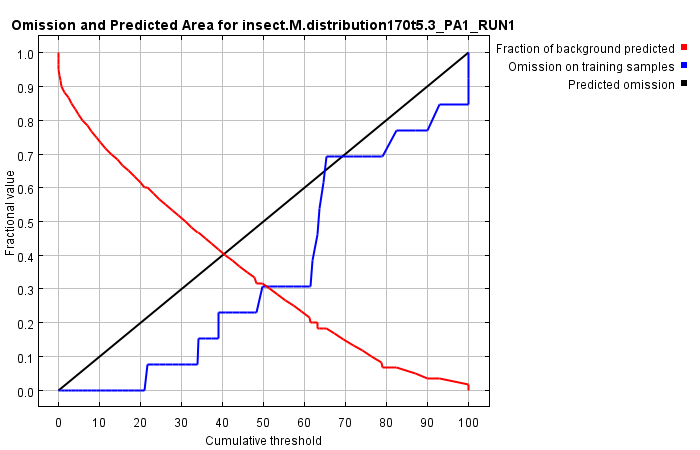 Omission and Predicted Area for insect.M.distribution170t5.3_PA1_RUN1
Fraction of background predicted
Omission on training samples
Predicted omission
Fractional value
1.0
0.9
0.8
0.7
0.6
0.5
0.4
0.3
0.2
0.1
0.0
0 10 20 30 40 50 60 70 80 90 100
Cumulative threshold